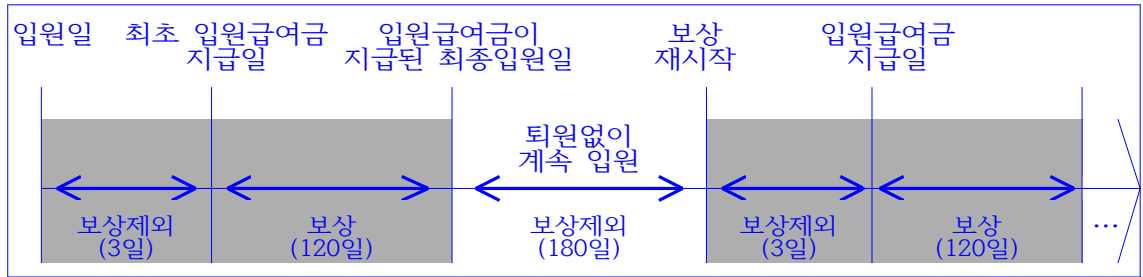 입원일
최초 입원급여금
지급일
입원급여금이
지급된 최종입원일
보상
재시작
입원급여금
지급일
퇴원없이
계속 입원
보상제외
(3일)
보상
(120일)
보상제외
(180일)
보상제외
(3일)
보상
(120일)
…